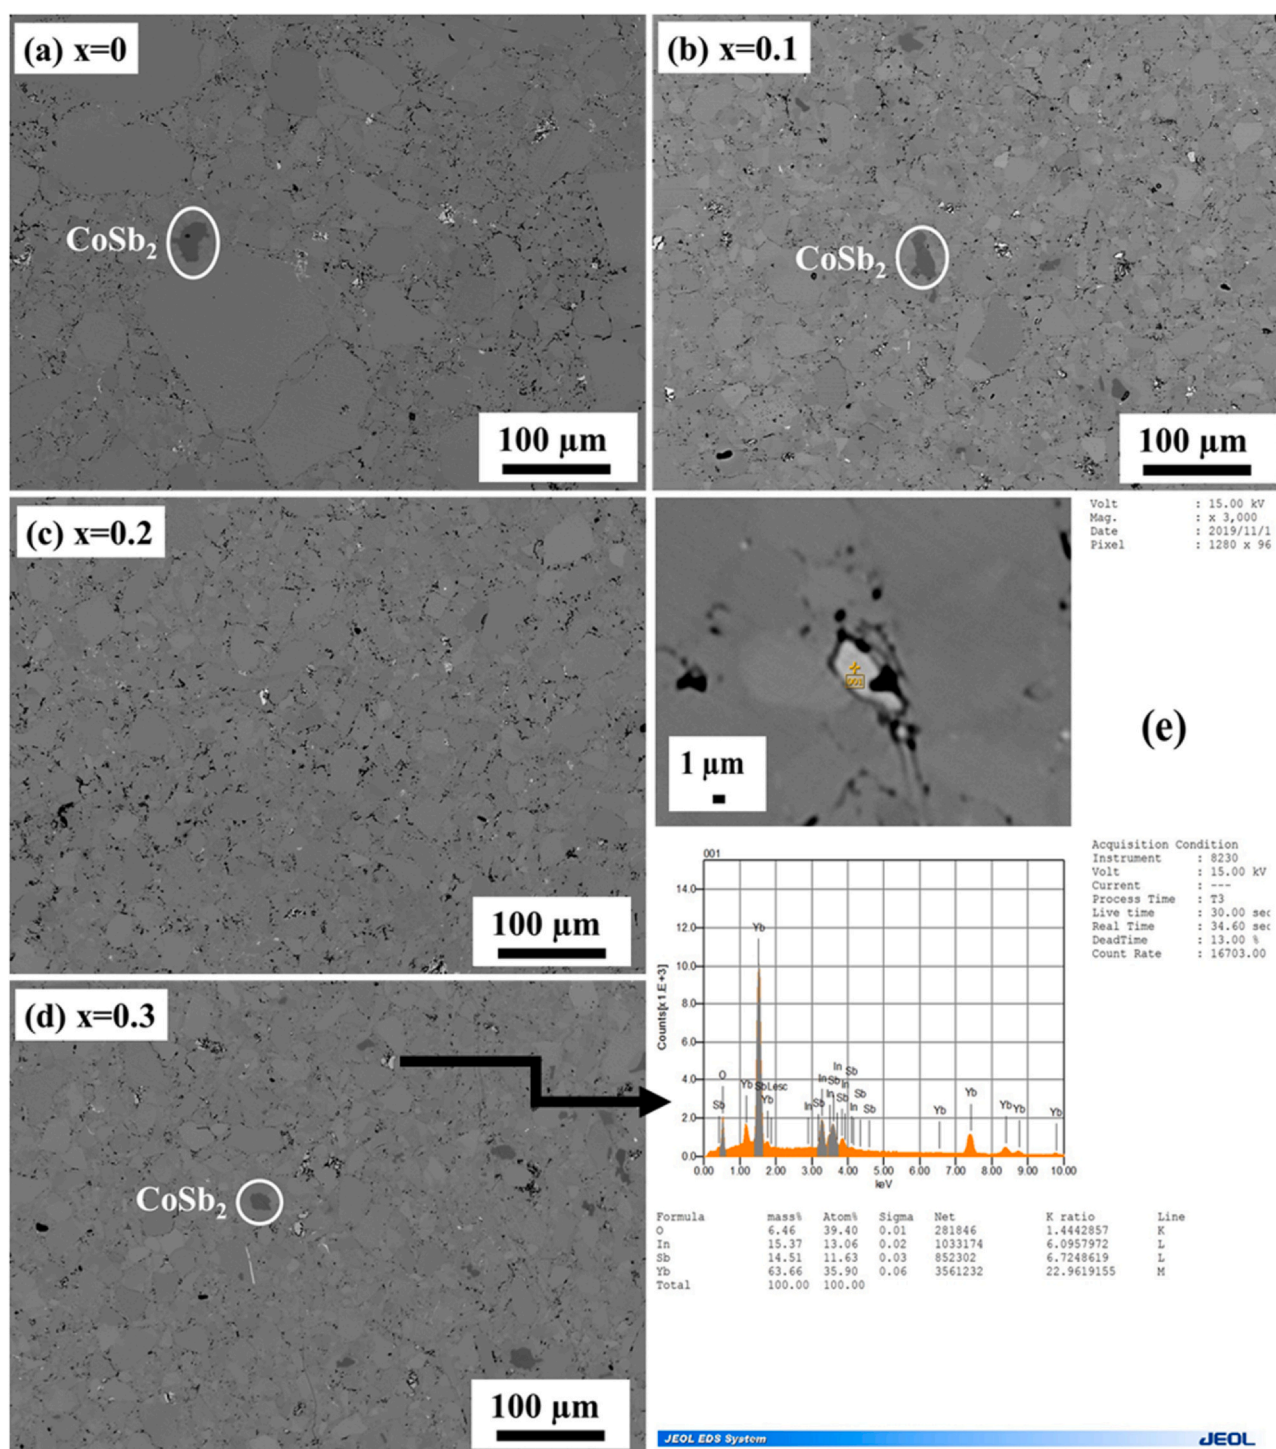 (a) x=0
CoSb2
100 μm
(b) x=0.1
CoSb2
100 μm
(c) x=0.2
100 μm
(d) x=0.3
CoSb2
100 μm
001
1 μm
Volt : 15.00 kV
Mag. : x 3,000
Date : 2019/11/1
Pixel : 1280 x 96
(e)
Acquisition Condition
Instrument : 8230
Volt : 15.00 kV
Current : ---
Process Time : T3
Live time : 30.00 sec
Real Time : 34.60 sec
DeadTime : 13.00 %
Count Rate : 16703.00
001
Counts[x1.E+3]
14.0
12.0
10.0
8.0
6.0
4.0
2.0
0.0
Yb
O
Sb
Yb
SbLesc
Yb
In
Sb
In
In
Sb
In
Sb
In
Sb
In
Sb
Sb
Yb
Yb
Yb
Yb
Yb
0.00 1.00 2.00 3.00 4.00 5.00 6.00 7.00 8.00 9.00 10.00
keV
Formula mass% Atom% Sigma Net K ratio Line
O 6.46 39.40 0.01 281846 1.4442857 K
In 15.37 13.06 0.02 1033174 6.0957972 L
Sb 14.51 11.63 0.03 852302 6.7248619 L
Yb 63.66 35.90 0.06 3561232 22.9619155 M
Total 100.00 100.00
JEOL EDS System
JEOL